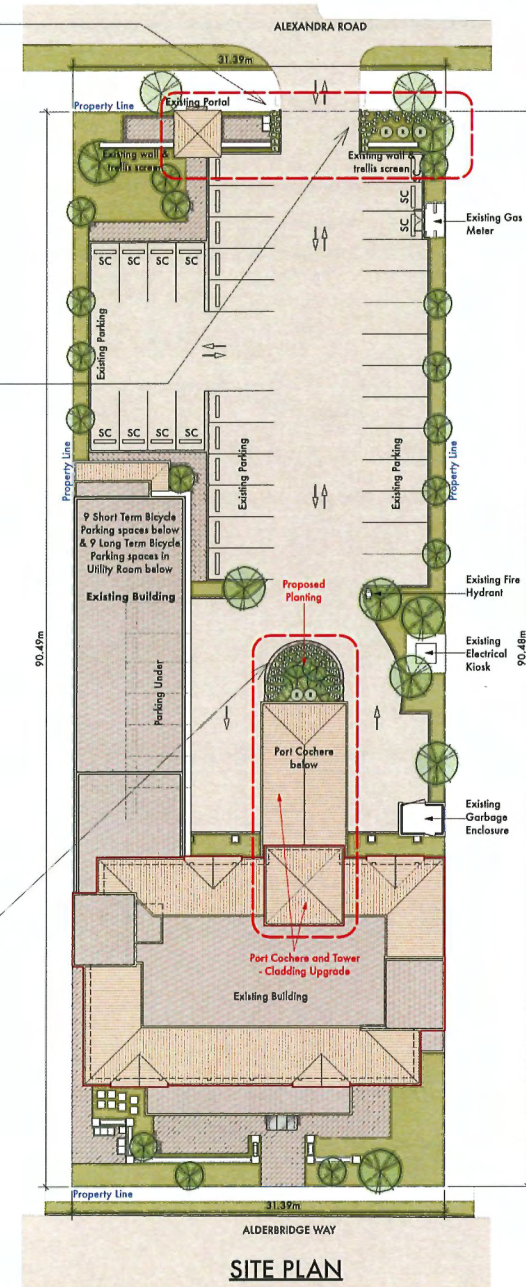 ALEXANDRA ROAD
31.39m
Property Line
Existing Portal
Existing wall &
trellis screen
Existing wall &
trellis screen
SC
SC
Existing Gas
Meter
SC
SC
SC
SC
Existing Parking
SC
SC
SC
SC
Existing Parking
Existing Parking
Property Line
Property Line
9 Short Term Bicycle
Parking spaces below
& 9 Long Term Bicycle
Parking spaces in
Utility Room below
Existing Building
Parking Under
Proposed
Planting
Existing Fire
Hydrant
Existing
Electrical
Kiosk
90.49m
90.48m
Port Cochere
below
Existing
Garbage
Enclosure
Port Cochere and Tower
- Cladding Upgrade
Existing Building
Property Line
31.39m
ALDERBRIDGE WAY
SITE PLAN